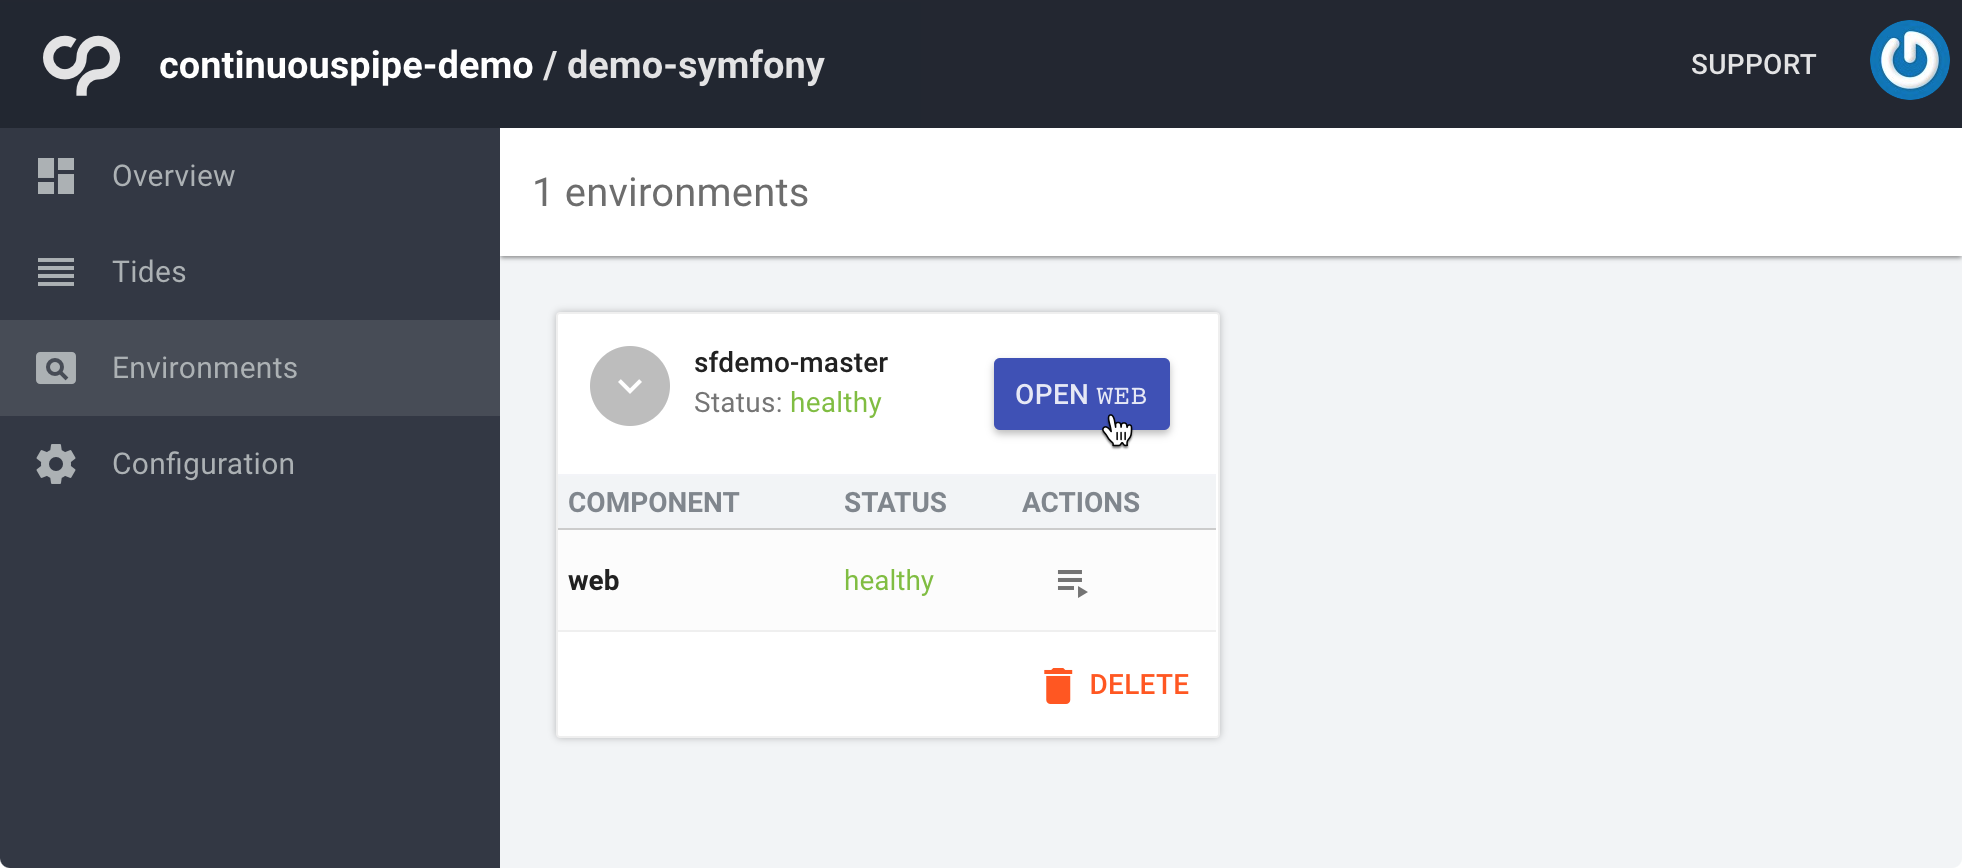 continuouspipe-demo / demo-symfony
SUPPORT
Overview
Tides
Environments
Configuration
1 environments
sfdemo-master
Status: healthy
OPEN WEB
COMPONENT STATUS ACTIONS
web healthy
DELETE